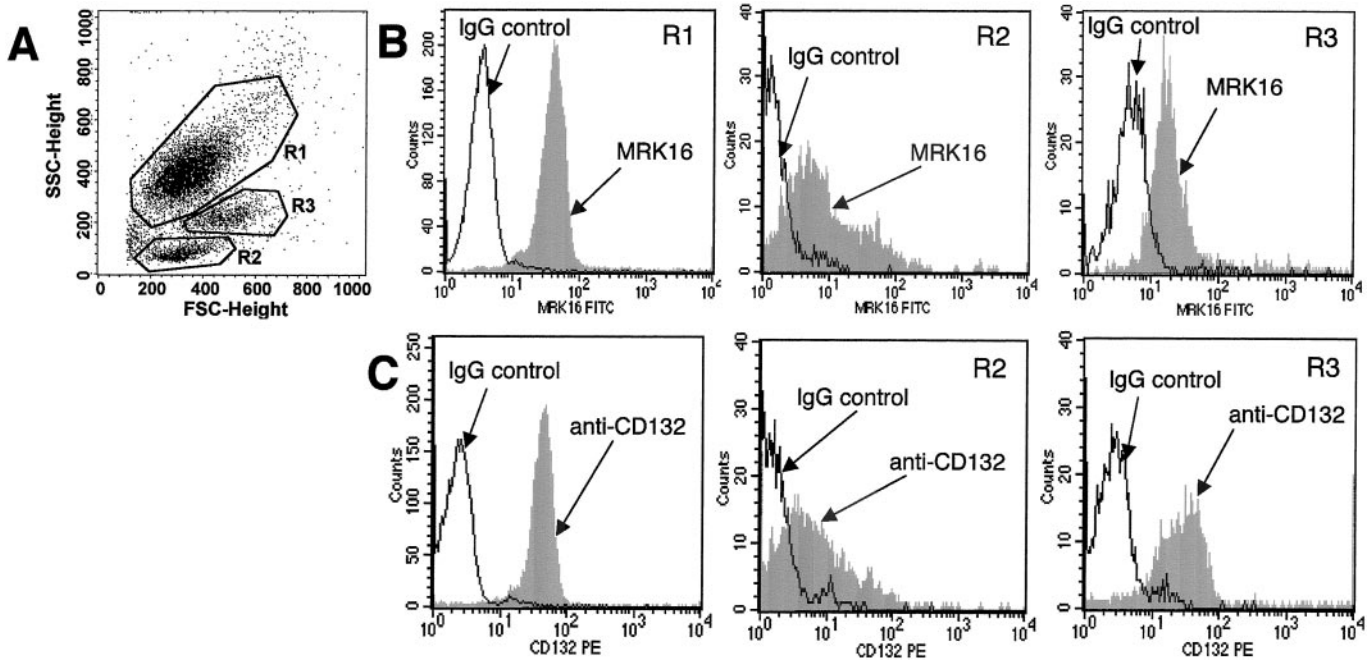 A
SSC-Height
1000
800
600
400
200
0
R1
R3
R2
200 400 600 800 1000
FSC-Height
B
IgG control
R1
MRK16
Counts
200
160
120
80
40
0
10^0 10^1 10^2 10^3 10^4
MRK16 FITC
R2
IgG control
MRK16
Counts
40
30
20
10
0
10^0 10^1 10^2 10^3 10^4
MRK16 FITC
IgG control
R3
MRK16
Counts
40
30
20
10
0
10^0 10^1 10^2 10^3 10^4
MRK16 FITC
C
IgG control
anti-CD132
Counts
250
200
150
100
50
0
10^0 10^1 10^2 10^3 10^4
R2
IgG control
anti-CD132
Counts
40
30
20
10
0
10^0 10^1 10^2 10^3 10^4
CD132 PE
R3
IgG control
anti-CD132
Counts
40
30
20
10
0
10^0 10^1 10^2 10^3 10^4
CD132 PE